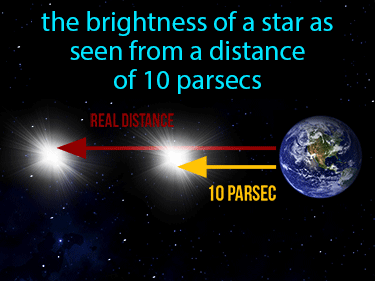 the brightness of a star as
seen from a distance
of 10 parsecs
REAL DISTANCE
10 PARSEC